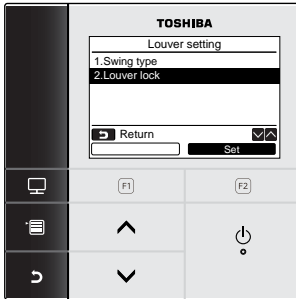 TOSHIBA
Louver setting
1.Swing type
2.Louver lock
Return
Set
F1 F2